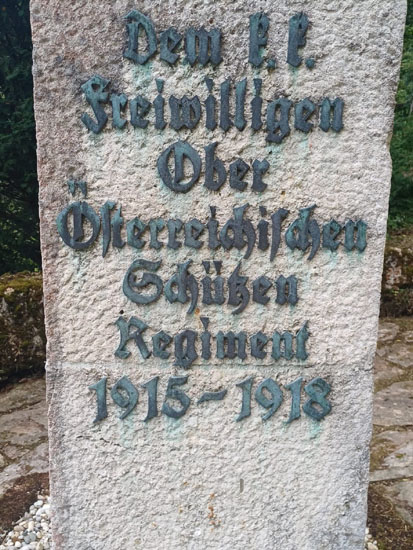 Dem k. k.
Freiwilligen
Ober
Österreichischen
Schützen
Regiment
1915-1918